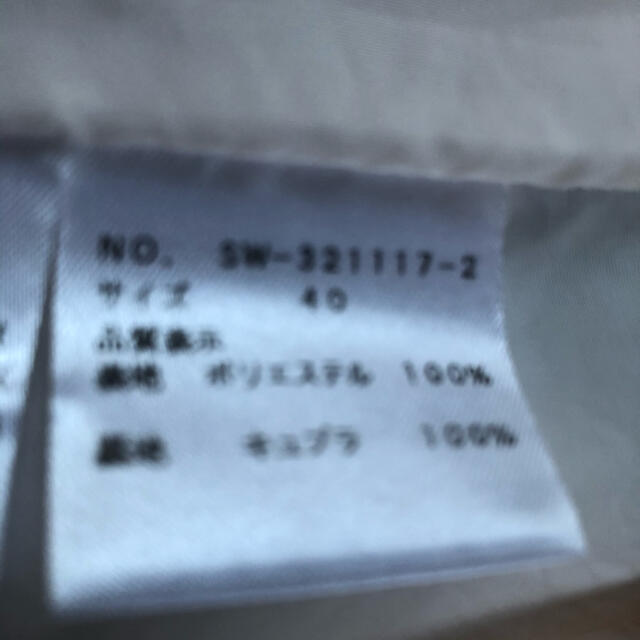 NO. SW-321117-2
サイズ 40
品質表示
表地 ポリエステル 100%
裏地 キュプラ 100%